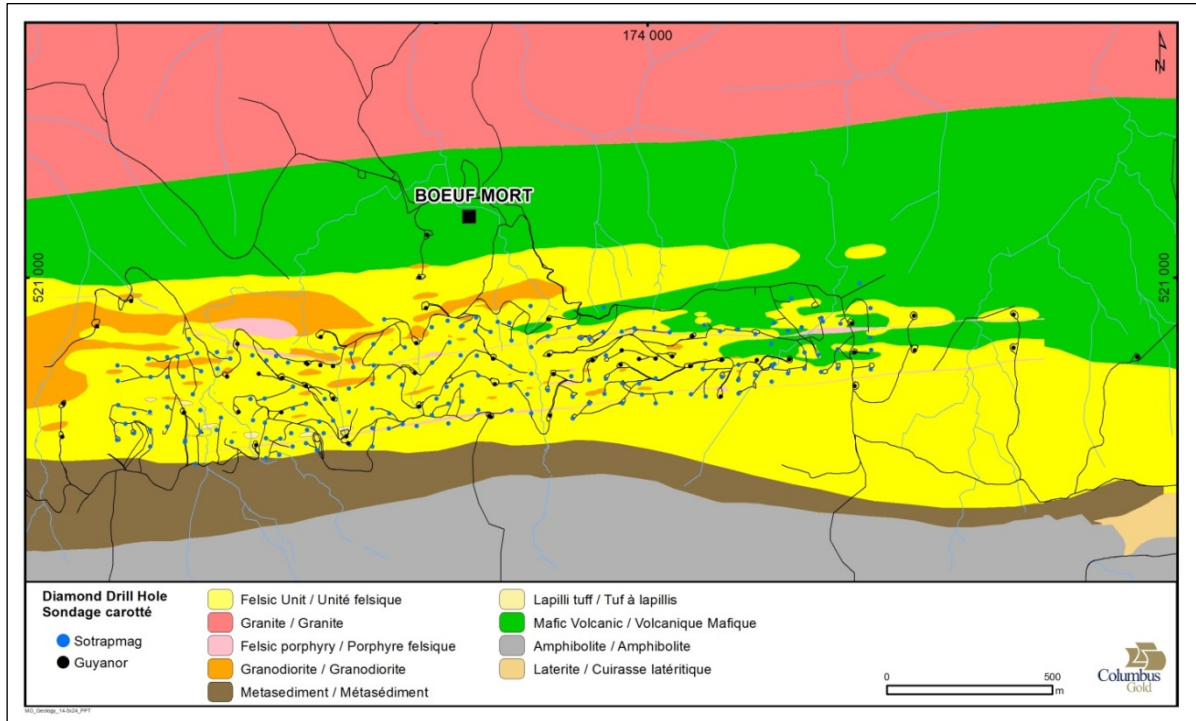 174 000
N
BOEUF MORT
521 000
521 000
Diamond Drill Hole
Sondage carotté
Sotrapmag
Guyanor
Felsic Unit / Unité felsique
Granite / Granite
Felsic porphyry / Porphyre felsique
Granodiorite / Granodiorite
Metasediment / Métasédiment
Lapilli tuff / Tuf à lapillis
Mafic Volcanic / Volcanique Mafique
Amphibolite / Amphibolite
Laterite / Cuirasse latéritique
0 500
m
Columbus
Gold